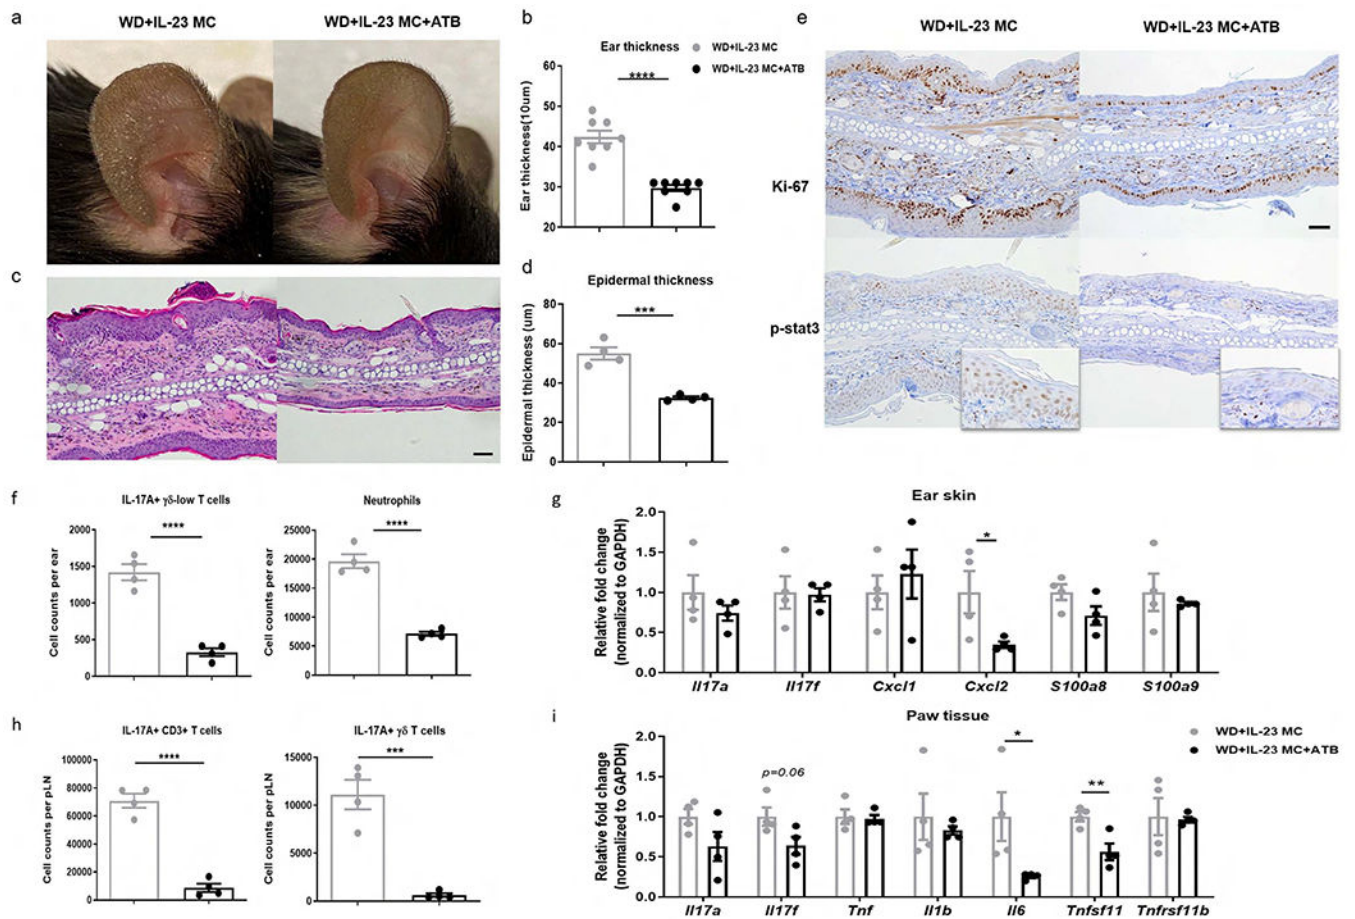 a
WD+IL-23 MC
WD+IL-23 MC+ATB
b
Ear thickness
WD+IL-23 MC
WD+IL-23 MC+ATB
****
Ear thickness(10um)
60
50
40
30
20
c
d
Epidermal thickness
***
Epidermal thickness (um)
80
60
40
20
0
e
WD+IL-23 MC
WD+IL-23 MC+ATB
Ki-67
p-stat3
f
IL-17A+ γδ-low T cells
****
Cell counts per ear
2000
1500
1000
500
0
Neutrophils
****
Cell counts per ear
25000
20000
15000
10000
5000
0
g
Ear skin
Relative fold change
(normalized to GAPDH)
2.0
1.5
1.0
0.5
0.0
*
Il17a
Il17f
Cxcl1
Cxcl2
S100a8
S100a9
h
IL-17A+ CD3+ T cells
****
Cell counts per pLN
100000
80000
60000
40000
20000
0
IL-17A+ γδ T cells
***
Cell counts per pLN
15000
10000
5000
0
i
Paw tissue
WD+IL-23 MC
WD+IL-23 MC+ATB
Relative fold change
(normalized to GAPDH)
2.0
1.5
1.0
0.5
0.0
p=0.06
*
**
Il17a
Il17f
Tnf
Il1b
Il6
Tnfsf11
Tnfrsf11b